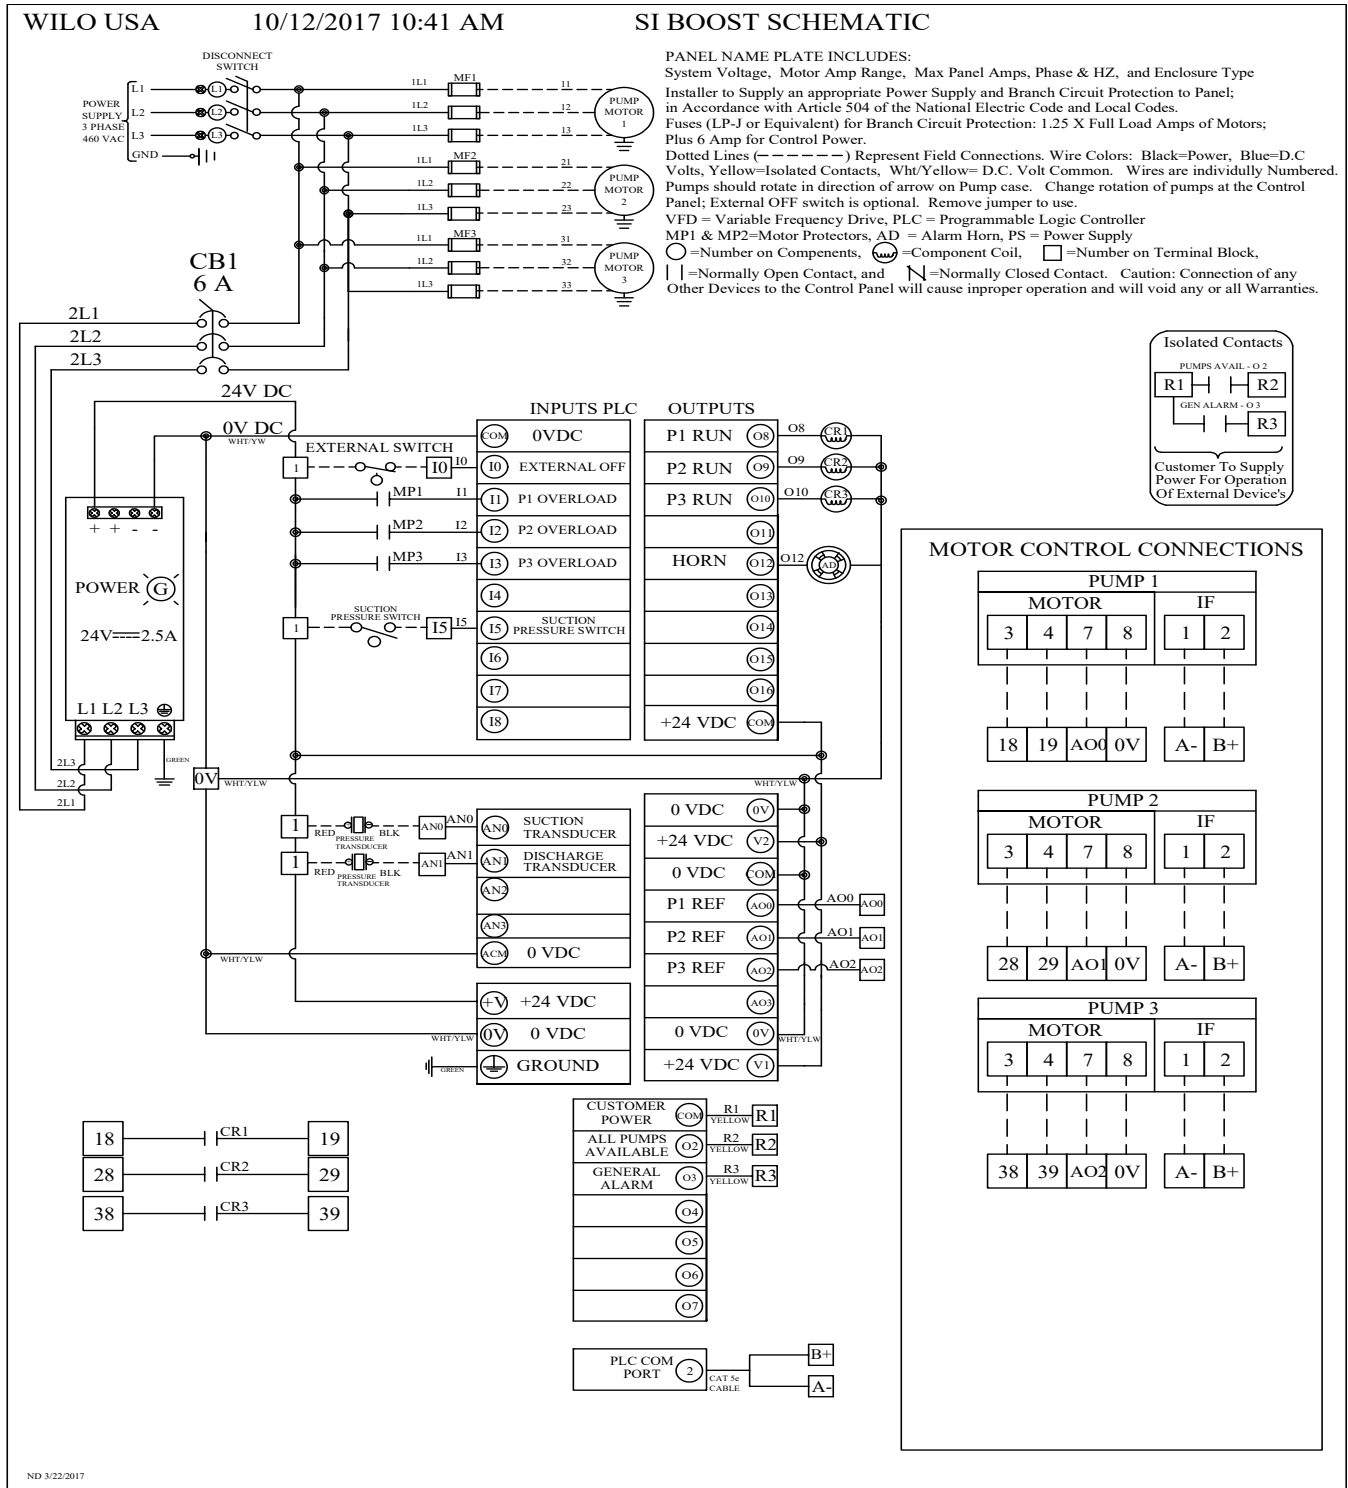 WILO USA 10/12/2017 10:41 AM SI BOOST SCHEMATIC
DISCONNECT
SWITCH
POWER
SUPPLY
3 PHASE
460 VAC
L1 L1
L2 L2
L3 L3
GND
1L1 MF1 11
1L2 12
1L3 13
PUMP
MOTOR
1
1L1 MF2 21
1L2 22
1L3 23
PUMP
MOTOR
2
1L1 MF3 31
1L2 32
1L3 33
PUMP
MOTOR
3
PANEL NAME PLATE INCLUDES:
System Voltage, Motor Amp Range, Max Panel Amps, Phase & HZ, and Enclosure Type
Installer to Supply an appropriate Power Supply and Branch Circuit Protection to Panel;
in Accordance with Article 504 of the National Electric Code and Local Codes.
Fuses (LP-J or Equivalent) for Branch Circuit Protection: 1.25 X Full Load Amps of Motors;
Plus 6 Amp for Control Power.
Dotted Lines (– – – – – – –) Represent Field Connections. Wire Colors: Black=Power, Blue=D.C
Volts, Yellow=Isolated Contacts, Wht/Yellow= D.C. Volt Common. Wires are individully Numbered.
Pumps should rotate in direction of arrow on Pump case. Change rotation of pumps at the Control
Panel; External OFF switch is optional. Remove jumper to use.
VFD = Variable Frequency Drive, PLC = Programmable Logic Controller
MP1 & MP2=Motor Protectors, AD = Alarm Horn, PS = Power Supply
=Number on Compenents, =Component Coil, =Number on Terminal Block,
=Normally Open Contact, and =Normally Closed Contact. Caution: Connection of any
Other Devices to the Control Panel will cause inproper operation and will void any or all Warranties.
CB1
6 A
2L1
2L2
2L3
24V DC
0V DC
WHT/YW
Isolated Contacts
PUMPS AVAIL - O 2
R1 R2
GEN ALARM - O 3
R3
Customer To Supply
Power For Operation
Of External Device's
+ + - -
POWER G
24V 2.5A
L1 L2 L3
GREEN
2L3
2L2
2L1
0V WHT/YLW
INPUTS PLC
COM 0VDC
EXTERNAL SWITCH
1 I0 I0 I0 EXTERNAL OFF
MP1 I1 I1 P1 OVERLOAD
MP2 I2 I2 P2 OVERLOAD
MP3 I3 I3 P3 OVERLOAD
I4
SUCTION
PRESSURE SWITCH
1 I5 I5 I5 SUCTION
PRESSURE SWITCH
I6
I7
I8
OUTPUTS
P1 RUN O8 O8 CR1
P2 RUN O9 O9 CR2
P3 RUN O10 O10 CR3
O11
HORN O12 O12 AD
O13
O14
O15
O16
+24 VDC COM
WHT/YLW
1 RED BLK AN0 AN0 AN0 SUCTION
TRANSDUCER
PRESSURE
TRANSDUCER
1 RED BLK AN1 AN1 AN1 DISCHARGE
TRANSDUCER
PRESSURE
TRANSDUCER
AN2
AN3
WHT/YLW ACM 0 VDC
+V +24 VDC
WHT/YLW 0V 0 VDC
GREEN GROUND
0 VDC 0V
+24 VDC V2
0 VDC COM
P1 REF AO0 AO0 AO0
P2 REF AO1 AO1 AO1
P3 REF AO2 AO2 AO2
AO3
0 VDC 0V WHT/YLW
+24 VDC V1
MOTOR CONTROL CONNECTIONS
PUMP 1
MOTOR IF
3 4 7 8 1 2
18 19 AO0 0V A- B+
PUMP 2
MOTOR IF
3 4 7 8 1 2
28 29 AO1 0V A- B+
PUMP 3
MOTOR IF
3 4 7 8 1 2
38 39 AO2 0V A- B+
18 CR1 19
28 CR2 29
38 CR3 39
CUSTOMER
POWER COM R1 YELLOW R1
ALL PUMPS
AVAILABLE O2 R2 YELLOW R2
GENERAL
ALARM O3 R3 YELLOW R3
O4
O5
O6
O7
PLC COM
PORT 2
CAT 5e
CABLE
B+
A-
ND 3/22/2017